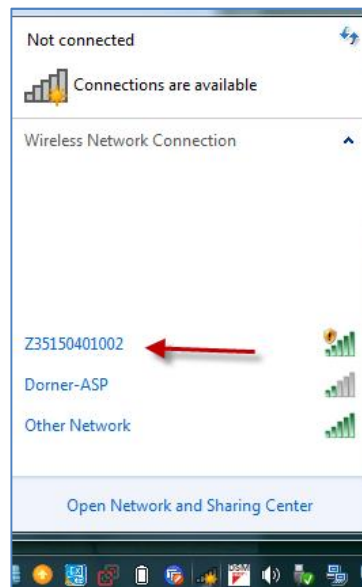 Not connected
Connections are available
Wireless Network Connection
Z35150401002
Dorner-ASP
Other Network
Open Network and Sharing Center